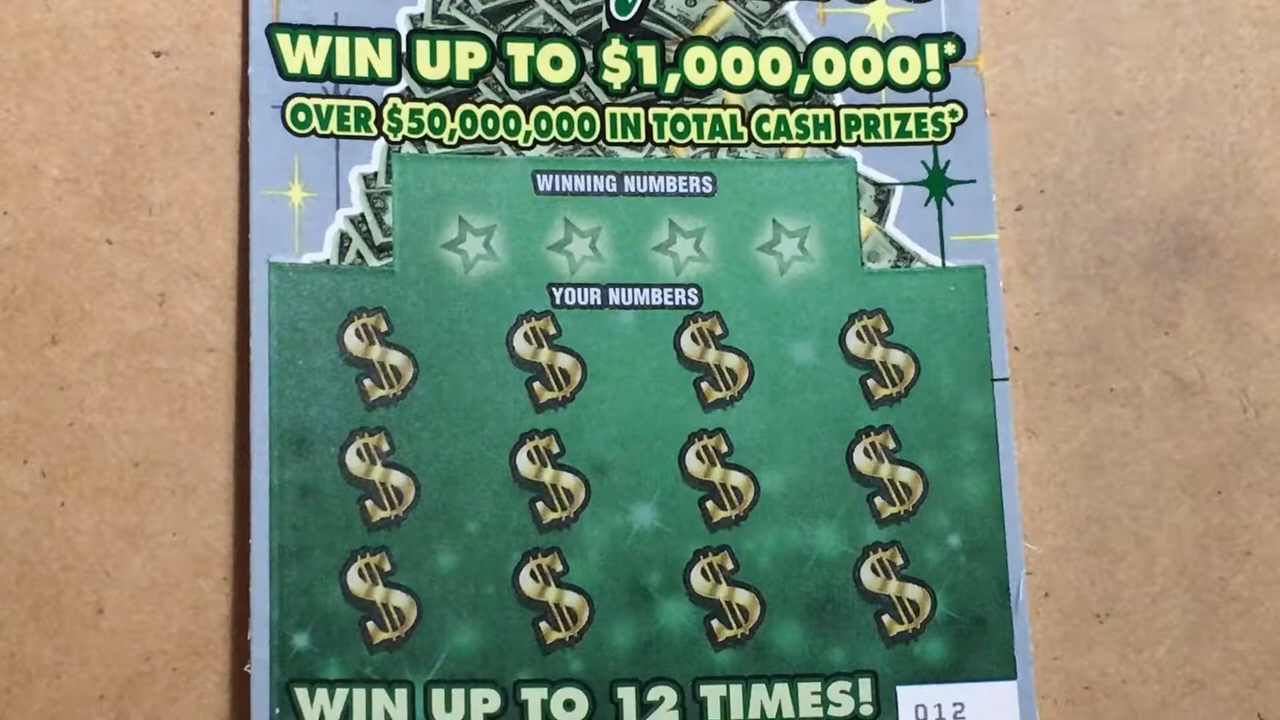 WIN UP TO $1,000,000!*
OVER $50,000,000 IN TOTAL CASH PRIZES*
WINNING NUMBERS
YOUR NUMBERS
$ $ $ $
$ $ $ $
$ $ $ $
WIN UP TO 12 TIMES!
012